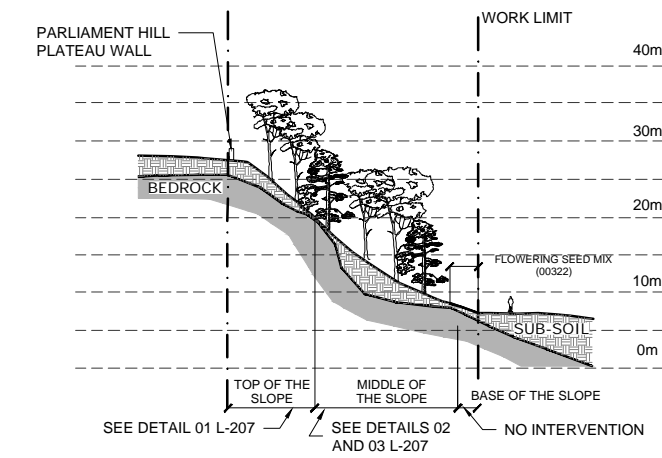 WORK LIMIT
PARLIAMENT HILL
PLATEAU WALL
40m
30m
BEDROCK
20m
FLOWERING SEED MIX
(00322)
10m
SUB-SOIL
0m
TOP OF THE
SLOPE
MIDDLE OF
THE SLOPE
BASE OF THE SLOPE
SEE DETAIL 01 L-207
SEE DETAILS 02
AND 03 L-207
NO INTERVENTION